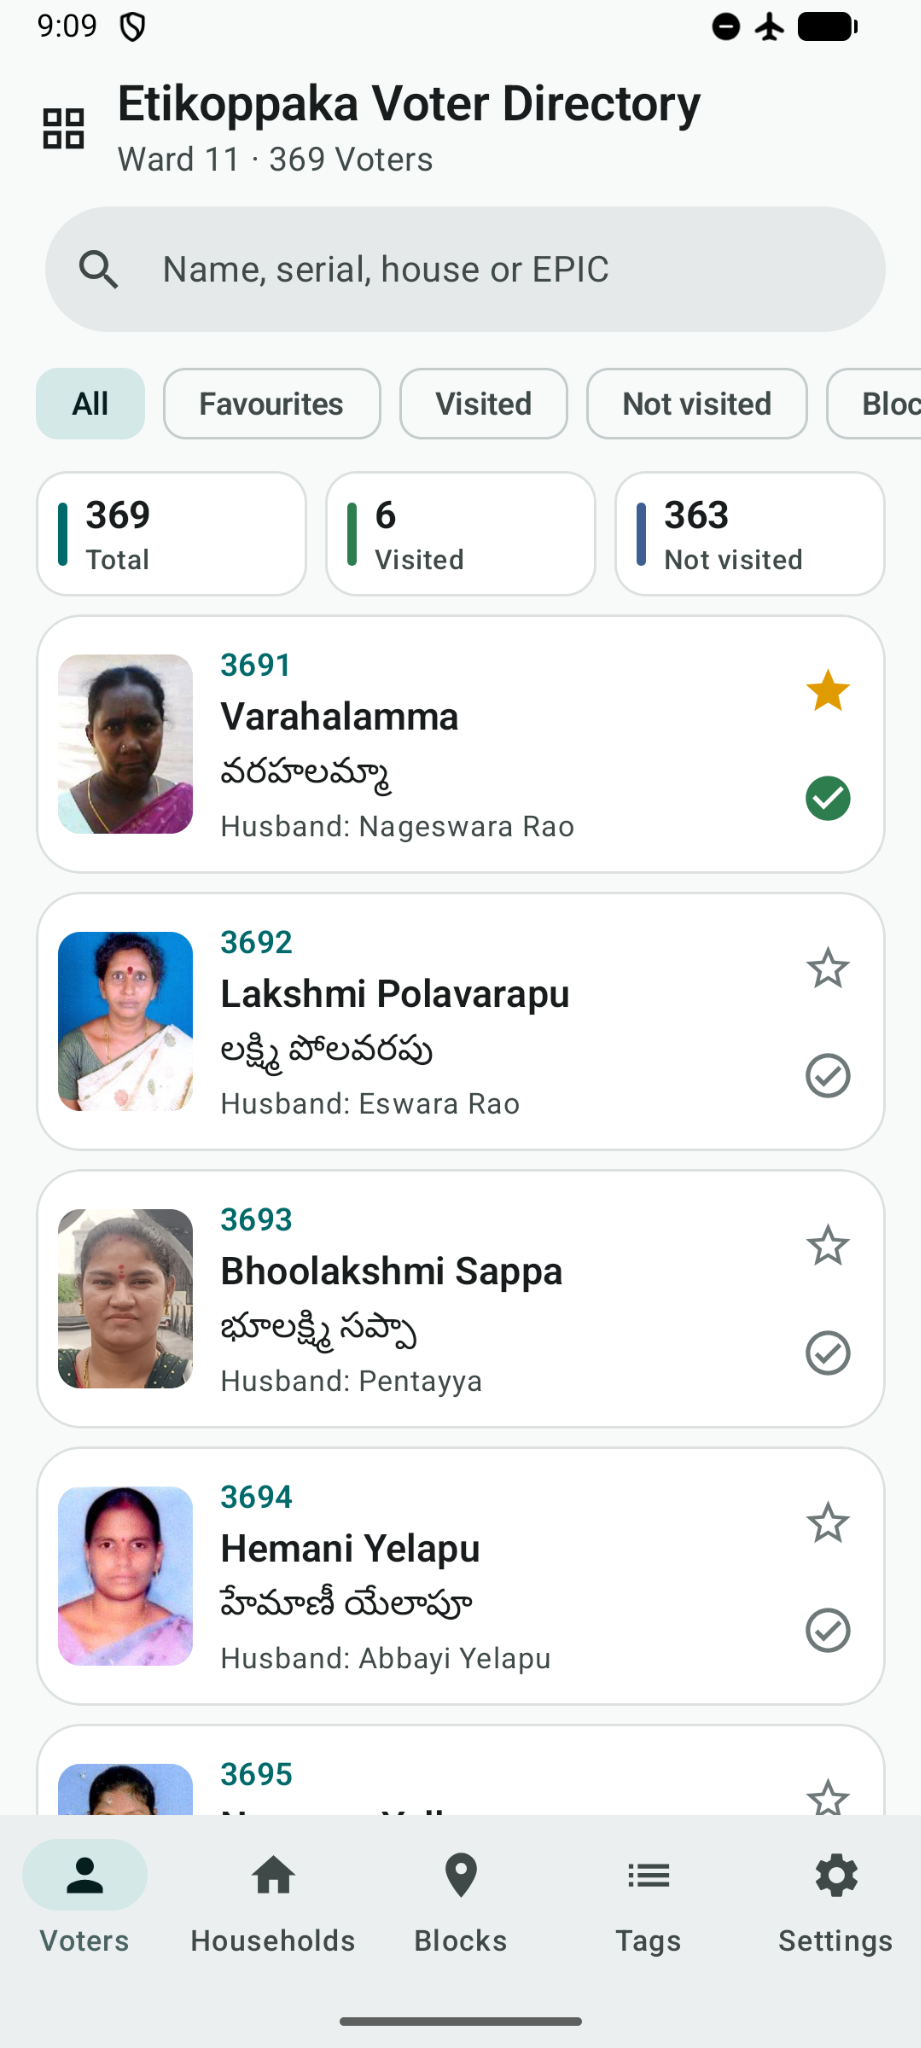 9:09
Etikoppaka Voter Directory
Ward 11 · 369 Voters
Name, serial, house or EPIC
All
Favourites
Visited
Not visited
Bloc
369
Total
6
Visited
363
Not visited
3691
Varahalamma
వరహలమ్మా
Husband: Nageswara Rao
3692
Lakshmi Polavarapu
లక్ష్మి పోలవరపు
Husband: Eswara Rao
3693
Bhoolakshmi Sappa
భూలక్ష్మి సప్పా
Husband: Pentayya
3694
Hemani Yelapu
హేమాణీ యేలాపూ
Husband: Abbayi Yelapu
3695
Voters
Households
Blocks
Tags
Settings